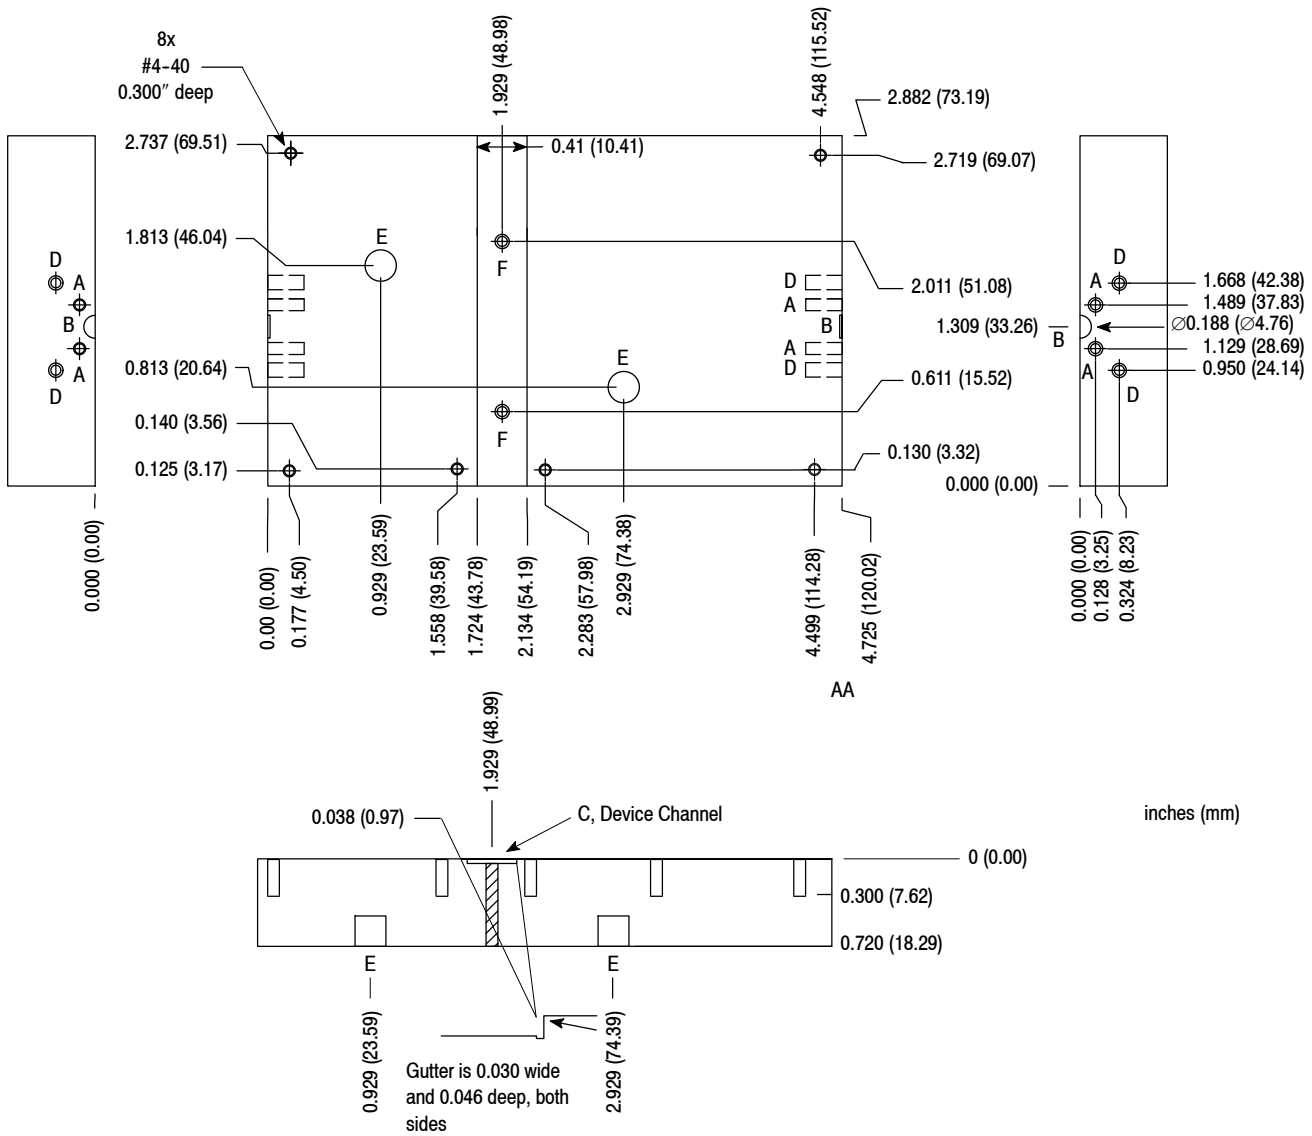 8x
#4-40
0.300″ deep
1.929 (48.98)
4.548 (115.52)
2.882 (73.19)
2.737 (69.51)
0.41 (10.41)
2.719 (69.07)
1.813 (46.04)
E
F
D
A
B
A
D
D
A
B
A
D
2.011 (51.08)
1.309 (33.26)
D
A
B
A
D
1.668 (42.38)
1.489 (37.83)
∅0.188 (∅4.76)
1.129 (28.69)
0.950 (24.14)
0.813 (20.64)
E
0.611 (15.52)
0.140 (3.56)
F
0.125 (3.17)
0.130 (3.32)
0.000 (0.00)
0.000 (0.00)
0.00 (0.00)
0.177 (4.50)
0.929 (23.59)
1.558 (39.58)
1.724 (43.78)
2.134 (54.19)
2.283 (57.98)
2.929 (74.38)
4.499 (114.28)
4.725 (120.02)
0.000 (0.00)
0.128 (3.25)
0.324 (8.23)
AA
1.929 (48.99)
0.038 (0.97)
C, Device Channel
inches (mm)
0 (0.00)
0.300 (7.62)
0.720 (18.29)
E
E
0.929 (23.59)
2.929 (74.39)
Gutter is 0.030 wide
and 0.046 deep, both
sides